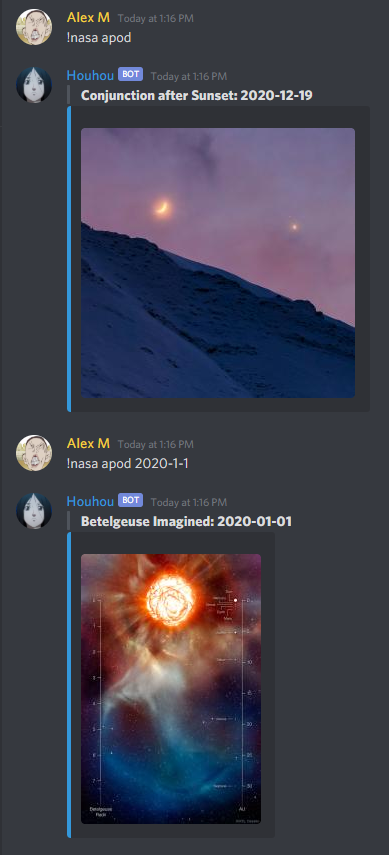 Alex M Today at 1:16 PM
!nasa apod
Houhou BOT Today at 1:16 PM
Conjunction after Sunset: 2020-12-19
Alex M Today at 1:16 PM
!nasa apod 2020-1-1
Houhou BOT Today at 1:16 PM
Betelgeuse Imagined: 2020-01-01
Betelgeuse
Radii
AU